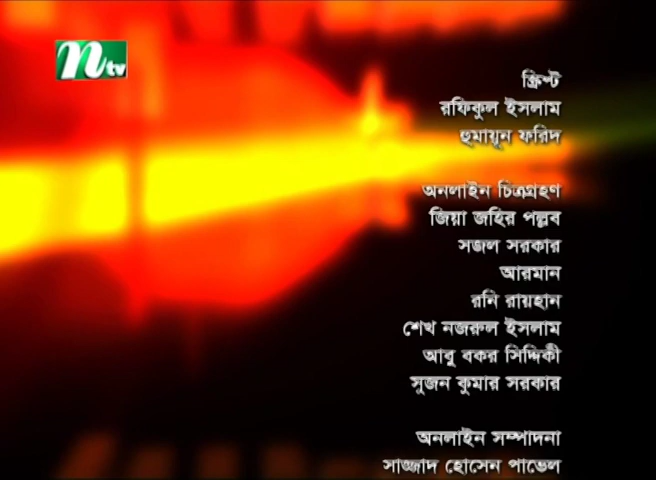 ntv
স্ক্রিপ্ট
রফিকুল ইসলাম
হুমায়ূন ফরিদ
অনলাইন চিত্রগ্রহণ
জিয়া জহির পল্লব
সজল সরকার
আরমান
রনি রায়হান
শেখ নজরুল ইসলাম
আবু বকর সিদ্দিকী
সুজন কুমার সরকার
অনলাইন সম্পাদনা
সাজ্জাদ হোসেন পাভেল